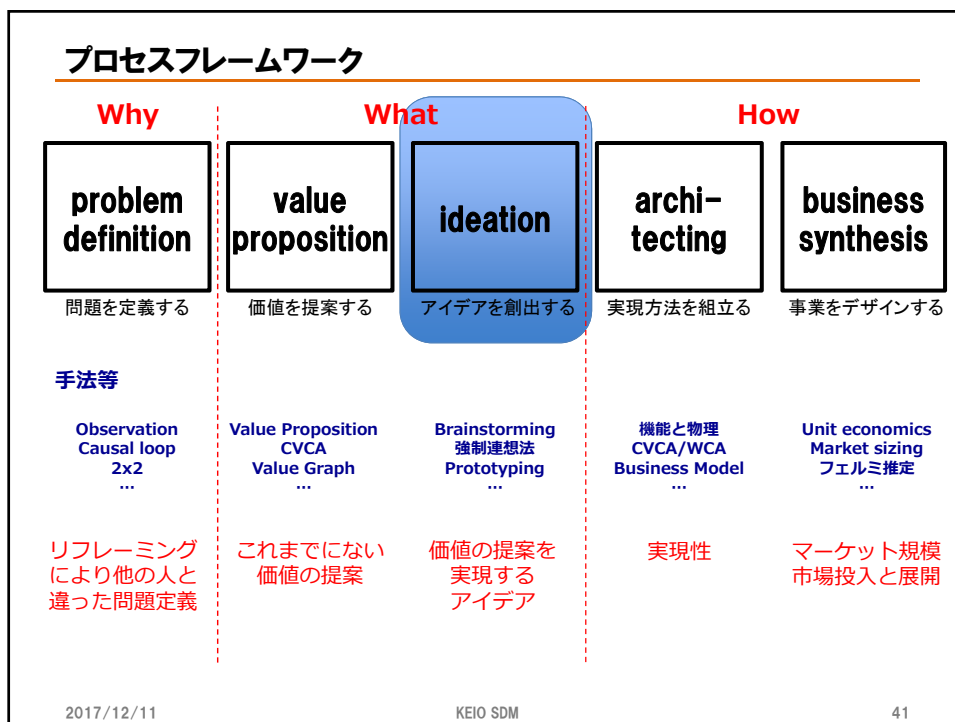 プロセスフレームワーク
Why
What
How
problem
definition
value
proposition
ideation
archi-
tecting
business
synthesis
問題を定義する
価値を提案する
アイデアを創出する
実現方法を組立る
事業をデザインする
手法等
Observation
Causal loop
2x2
…
Value Proposition
CVCA
Value Graph
…
Brainstorming
強制連想法
Prototyping
…
機能と物理
CVCA/WCA
Business Model
…
Unit economics
Market sizing
フェルミ推定
…
リフレーミング
により他の人と
違った問題定義
これまでにない
価値の提案
価値の提案を
実現する
アイデア
実現性
マーケット規模
市場投入と展開
2017/12/11
KEIO SDM
41